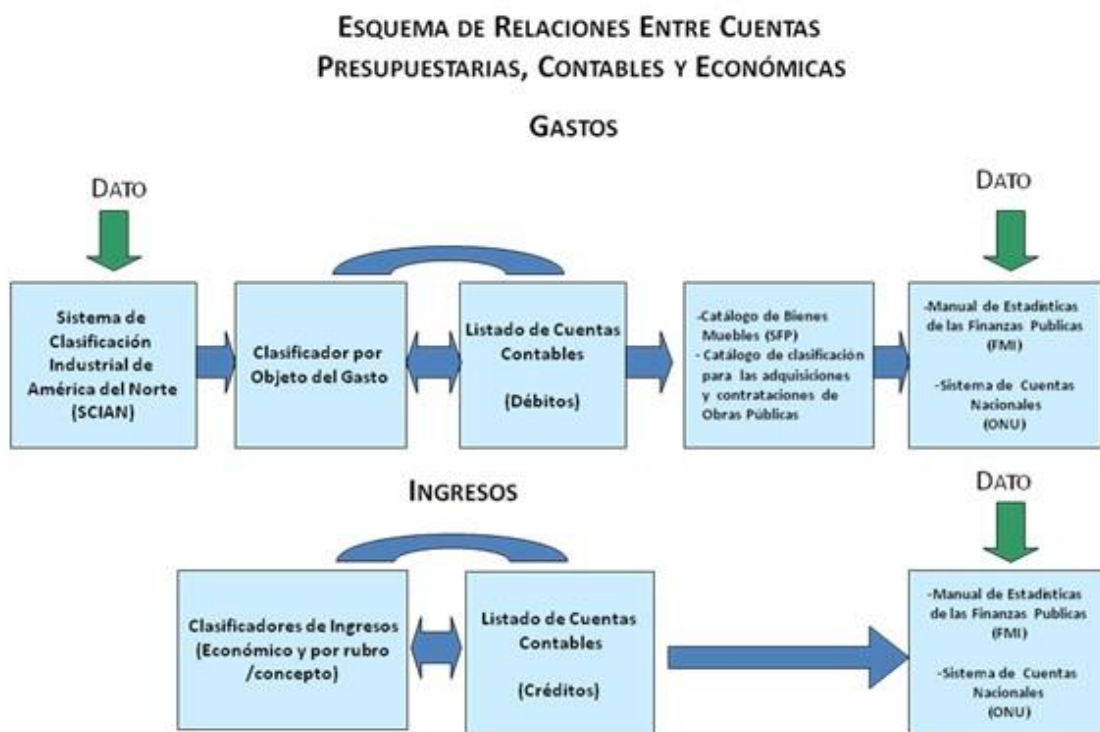 ESQUEMA DE RELACIONES ENTRE CUENTAS
PRESUPUESTARIAS, CONTABLES Y ECONÓMICAS
GASTOS
DATO
DATO
Sistema de
Clasificación
Industrial de
América del Norte
(SCIAN)
Clasificador por
Objeto del Gasto
Listado de Cuentas
Contables
(Débitos)
-Catálogo de Bienes
Muebles (SFP)
- Catálogo de clasificación
para las adquisiciones
y contrataciones de
Obras Públicas
-Manual de Estadísticas
de las Finanzas Publicas
(FMI)
-Sistema de Cuentas
Nacionales
(ONU)
INGRESOS
DATO
Clasificadores de Ingresos
(Económico y por rubro
/concepto)
Listado de Cuentas
Contables
(Créditos)
-Manual de Estadísticas
de las Finanzas Publicas
(FMI)
-Sistema de Cuentas
Nacionales
(ONU)